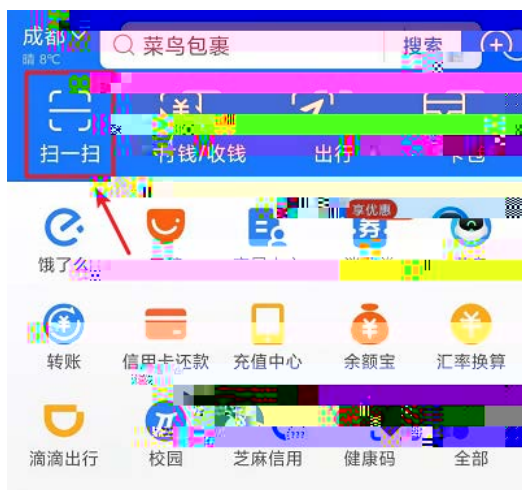 成都
晴 8℃
菜鸟包裹 搜索
扫一扫 付钱/收钱 出行 卡包
享优惠
券
饿了么
转账 信用卡还款 充值中心 余额宝 汇率换算
滴滴出行 校园 芝麻信用 健康码 全部